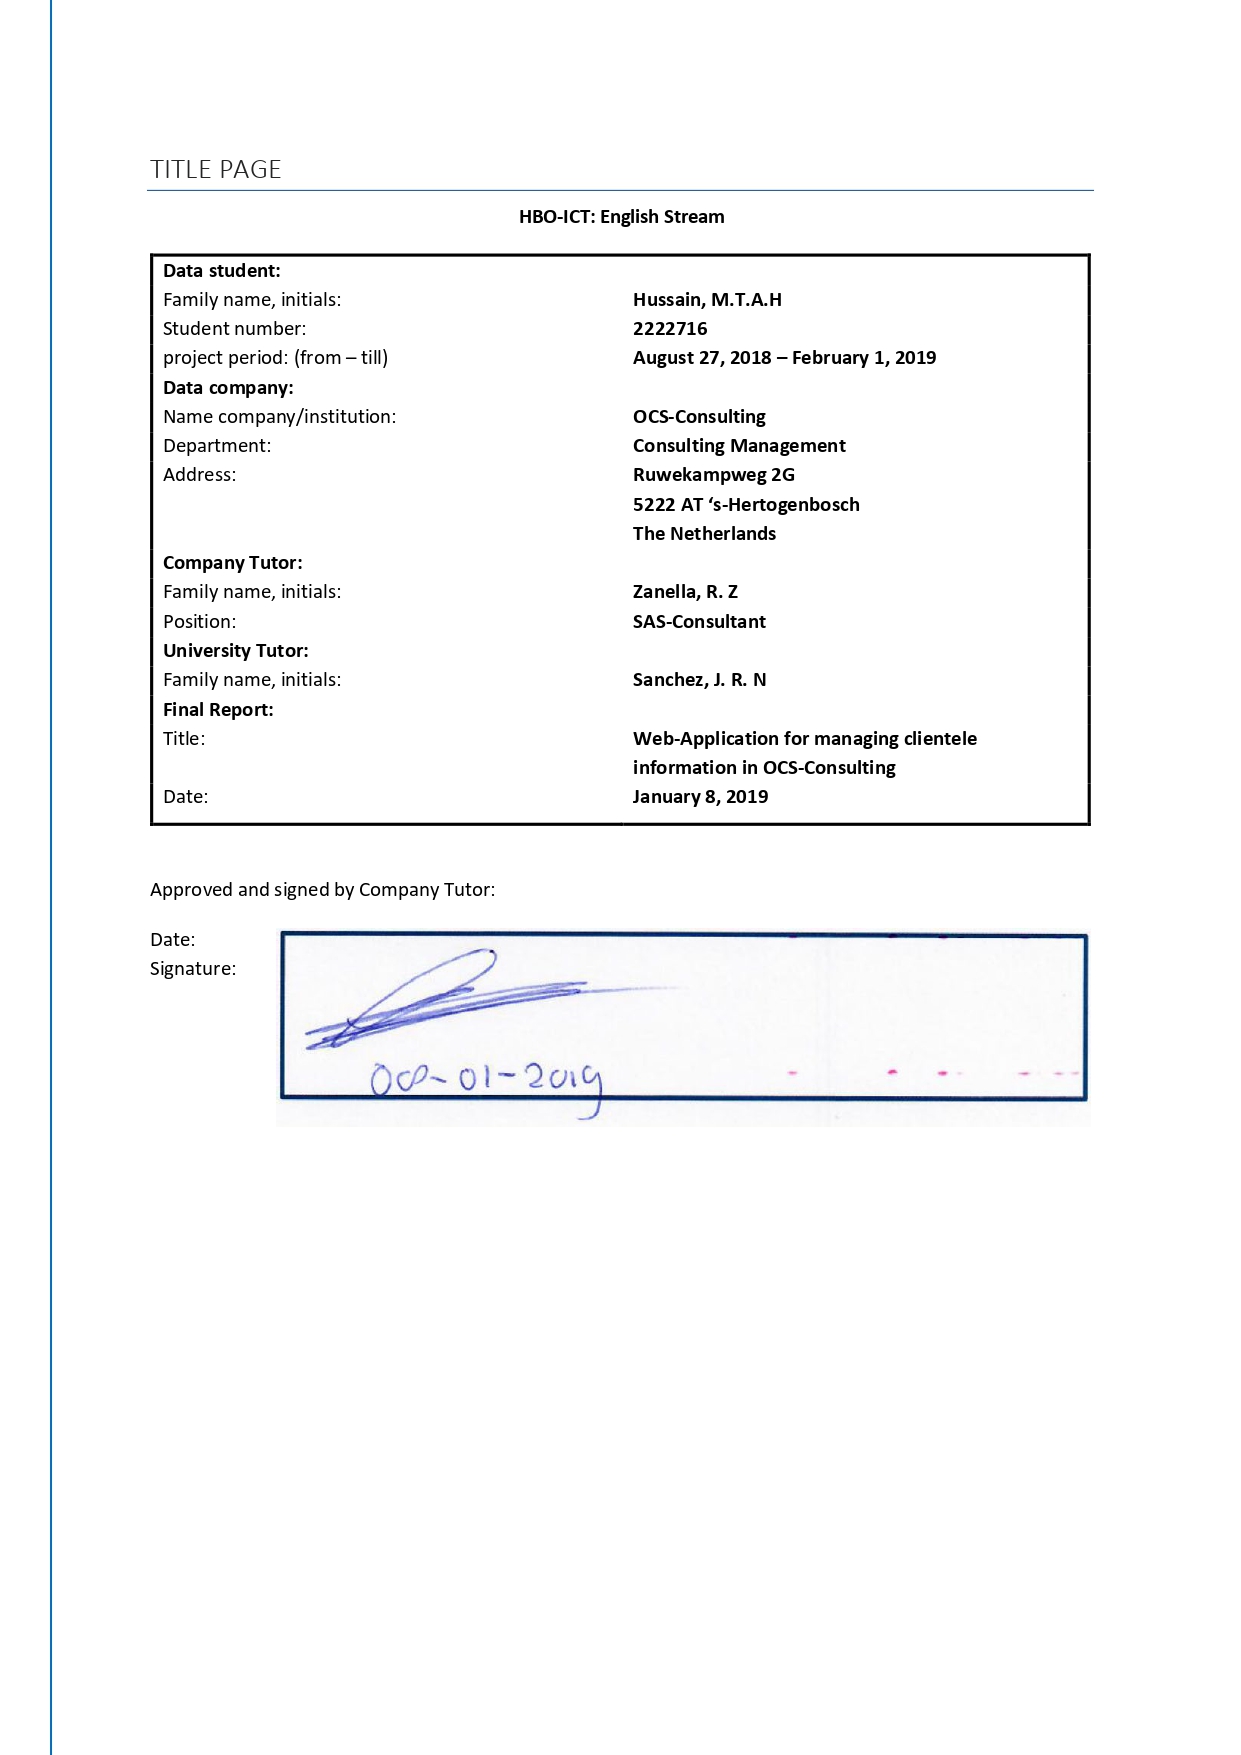 TITLE PAGE
HBO-ICT: English Stream
Data student:
Family name, initials: Hussain, M.T.A.H
Student number: 2222716
project period: (from – till) August 27, 2018 – February 1, 2019
Data company:
Name company/institution: OCS-Consulting
Department: Consulting Management
Address: Ruwekampweg 2G
5222 AT ‘s-Hertogenbosch
The Netherlands
Company Tutor:
Family name, initials: Zanella, R. Z
Position: SAS-Consultant
University Tutor:
Family name, initials: Sanchez, J. R. N
Final Report:
Title: Web-Application for managing clientele
information in OCS-Consulting
Date: January 8, 2019
Approved and signed by Company Tutor:
Date:
Signature:
08-01-2019